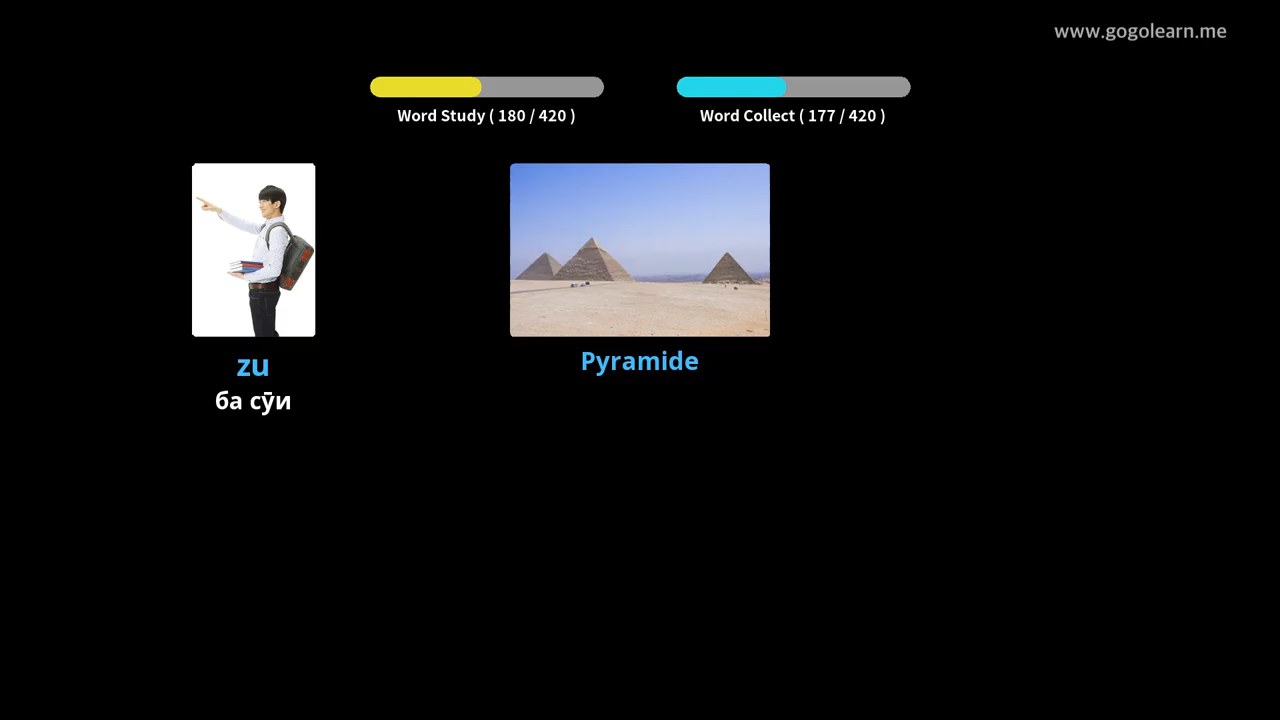 www.gogolearn.me
Word Study ( 180 / 420 )
Word Collect ( 177 / 420 )
zu
ба сӯи
Pyramide